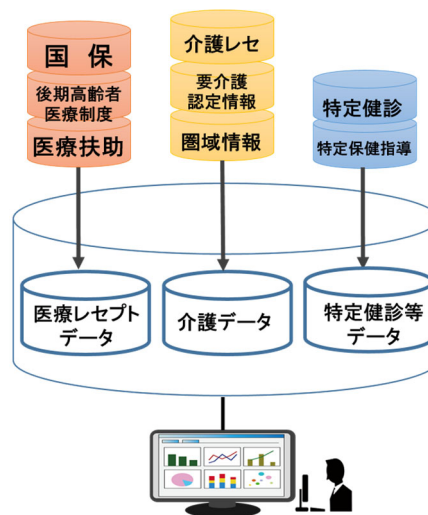 国 保
後期高齢者
医療制度
医療扶助
介護レセ
要介護
認定情報
圏域情報
特定健診
特定保健指導
医療レセプト
データ
介護データ
特定健診等
データ